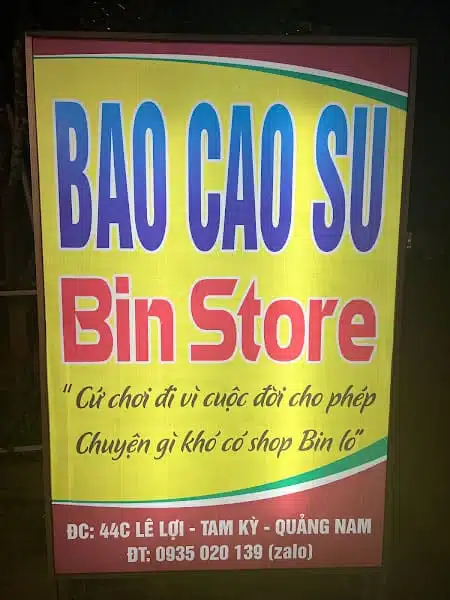 BAO CAO SU
Bin Store
“Cứ chơi đi vì cuộc đời cho phép
Chuyện gì khó có shop Bin lo”
ĐC: 44C LÊ LỢI - TAM KỲ - QUẢNG NAM
ĐT: 0935 020 139 (zalo)